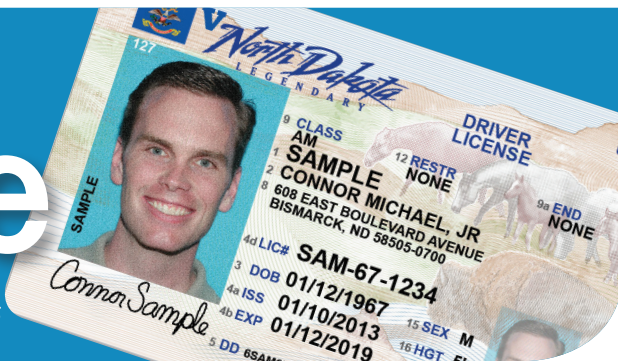 127
North Dakota
LEGENDARY
DRIVER
LICENSE
9 CLASS
AM
12 RESTR
NONE
9a END
NONE
1 SAMPLE
2 CONNOR MICHAEL, JR
8 608 EAST BOULEVARD AVENUE
BISMARCK, ND 58505-0700
4d LIC# SAM-67-1234
3 DOB 01/12/1967
4a ISS 01/10/2013
4b EXP 01/12/2019
15 SEX M
16 HGT
5 DD
SAMPLE
Connor Sample
e